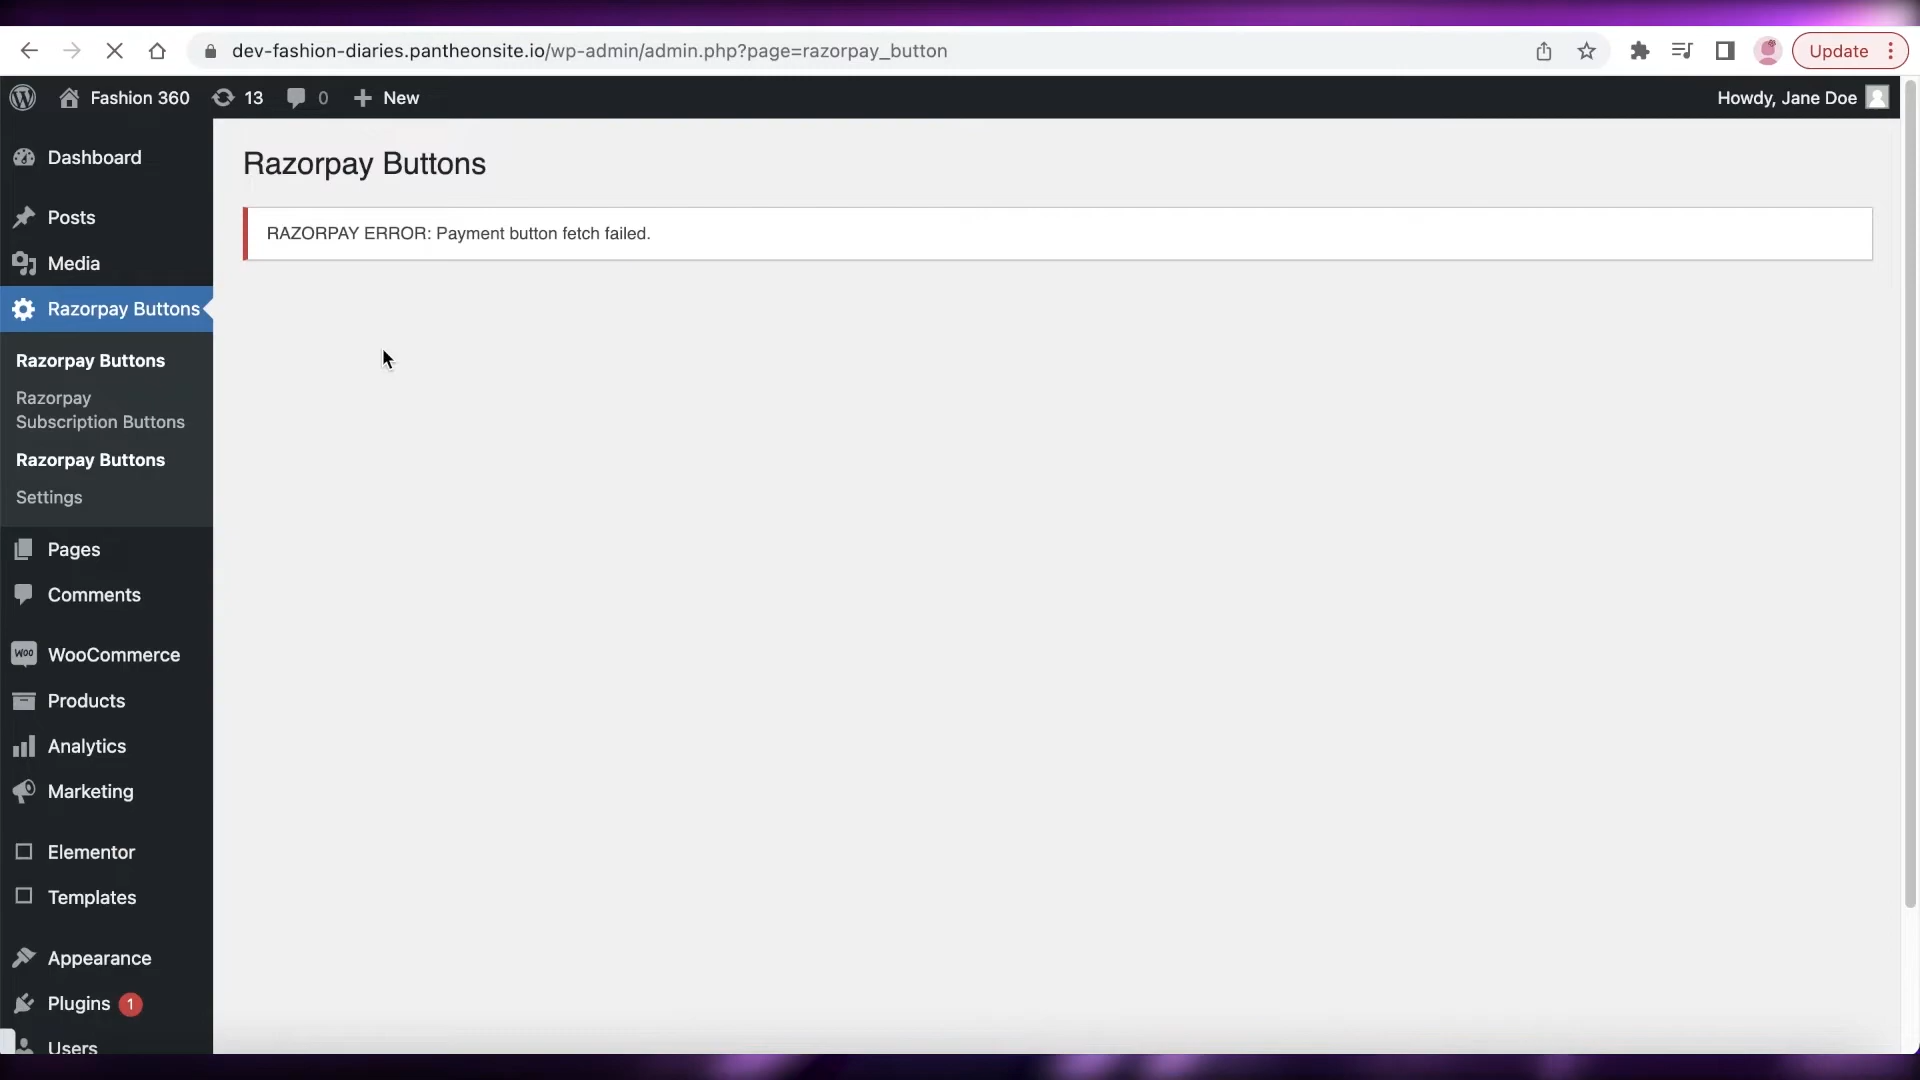 dev-fashion-diaries.pantheonsite.io/wp-admin/admin.php?page=razorpay_button
Update
Fashion 360
13
0
New
Howdy, Jane Doe
Dashboard
Posts
Media
Razorpay Buttons
Razorpay Buttons
Razorpay
Subscription Buttons
Razorpay Buttons
Settings
Pages
Comments
Woo WooCommerce
Products
Analytics
Marketing
Elementor
Templates
Appearance
Plugins 1
Users
Razorpay Buttons
RAZORPAY ERROR: Payment button fetch failed.